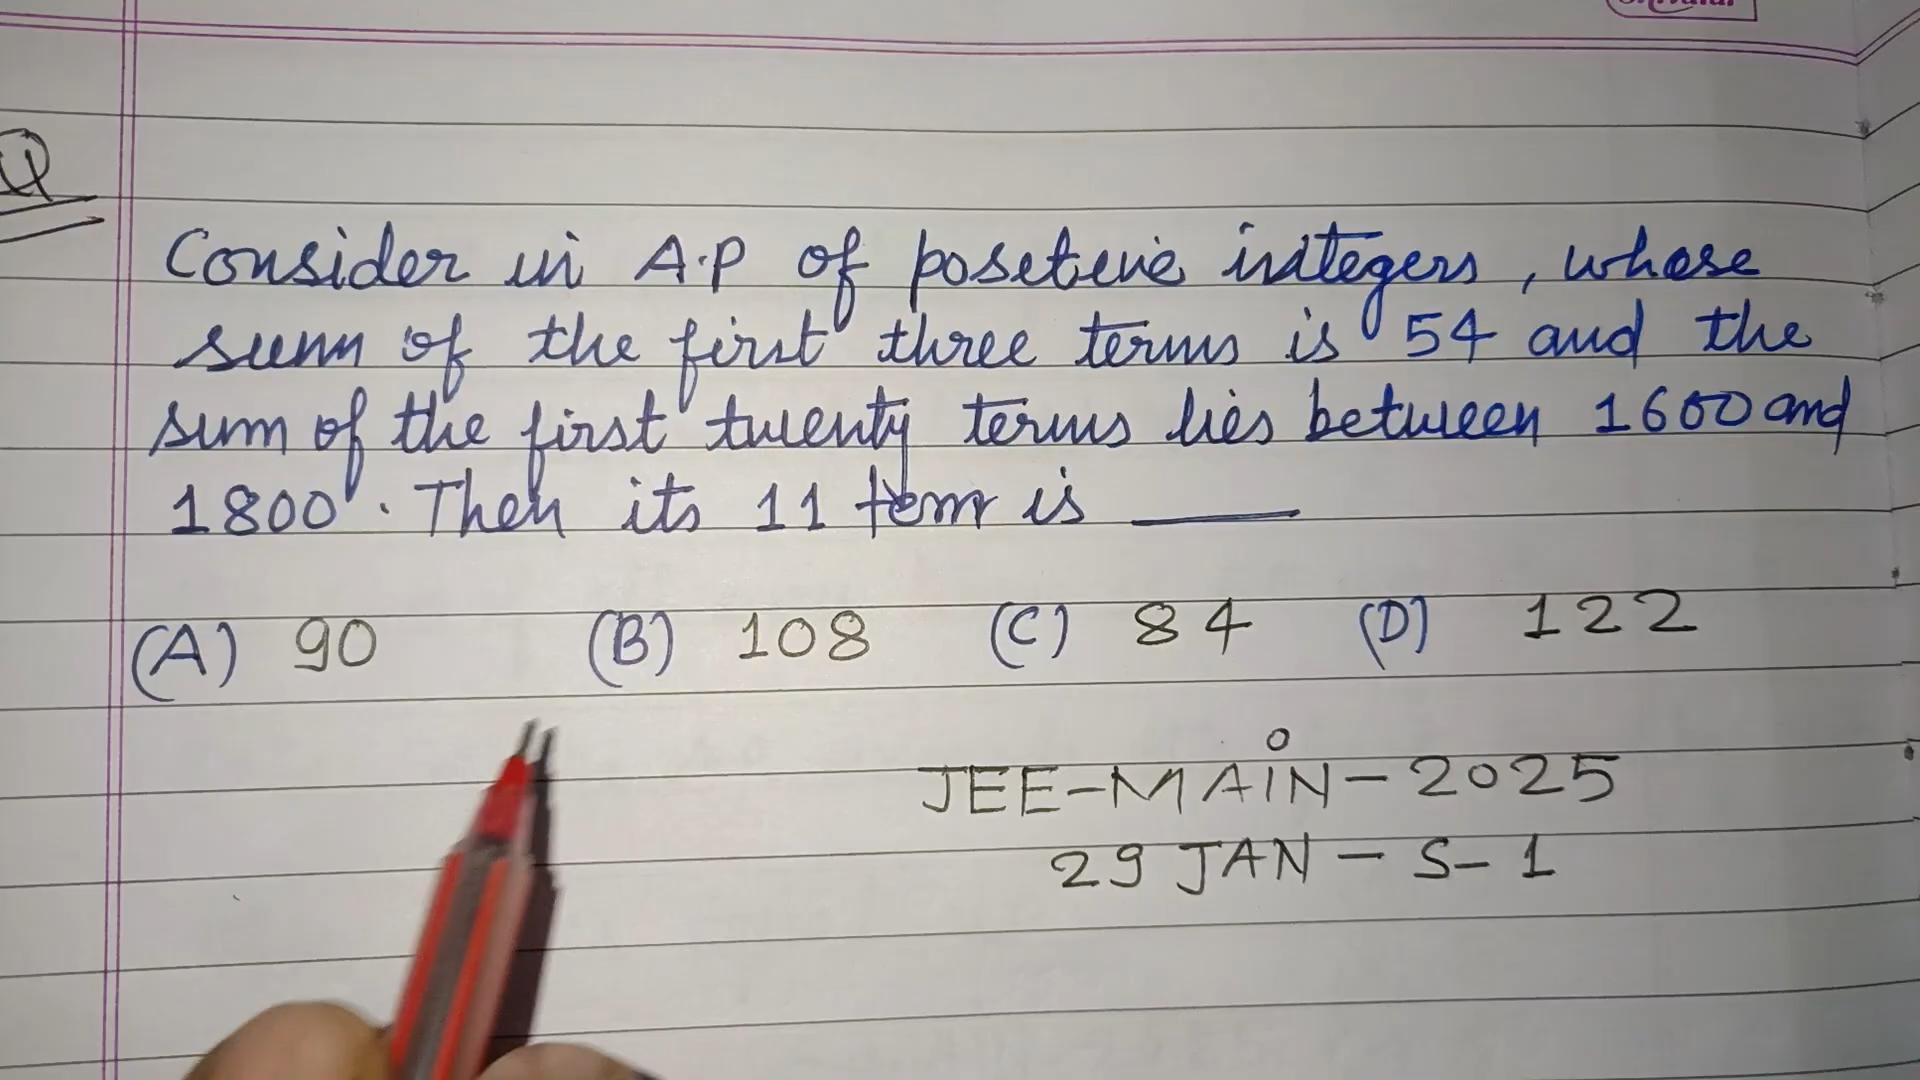 Q
Consider in A.P of posetive integers, whose
sum of the first three terms is 54 and the
sum of the first twenty terms lies between 1600 and
1800. Then its 11 term is ____
(A) 90 (B) 108 (C) 84 (D) 122
JEE-MAIN-2025
29 JAN - S-1